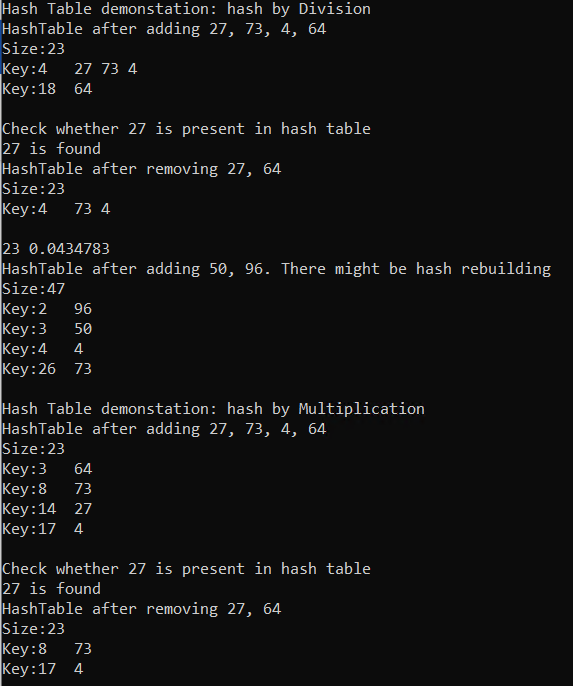 Hash Table demonstation: hash by Division
HashTable after adding 27, 73, 4, 64
Size:23
Key:4   27 73 4
Key:18  64

Check whether 27 is present in hash table
27 is found
HashTable after removing 27, 64
Size:23
Key:4   73 4

23 0.0434783
HashTable after adding 50, 96. There might be hash rebuilding
Size:47
Key:2   96
Key:3   50
Key:4   4
Key:26  73

Hash Table demonstation: hash by Multiplication
HashTable after adding 27, 73, 4, 64
Size:23
Key:3   64
Key:8   73
Key:14  27
Key:17  4

Check whether 27 is present in hash table
27 is found
HashTable after removing 27, 64
Size:23
Key:8   73
Key:17  4